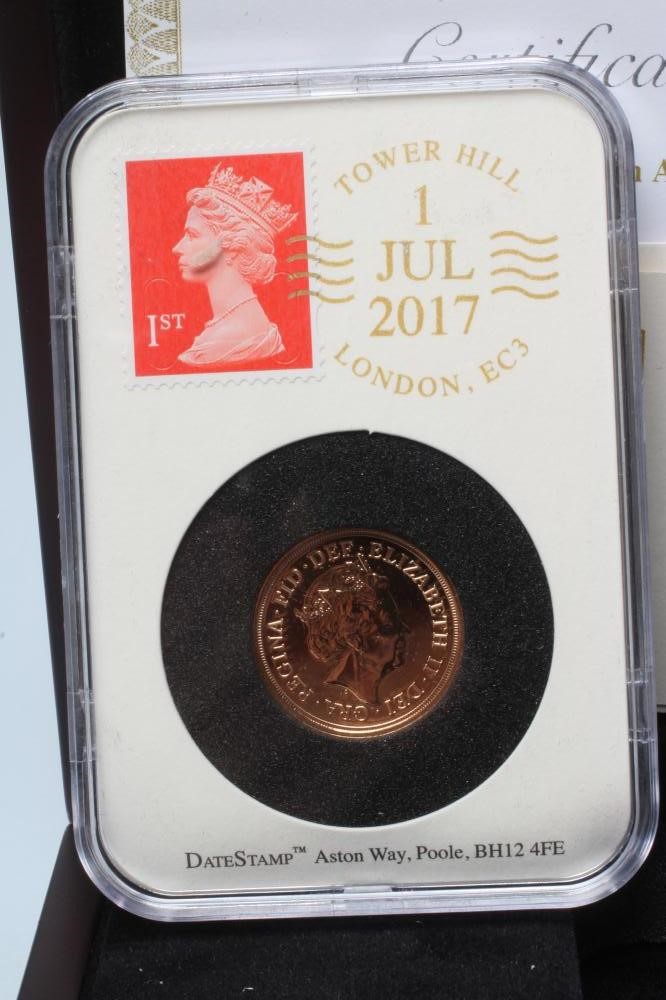 Certifica
TOWER HILL
1
JUL
2017
LONDON, EC3
1ST
ELIZABETH II · DEI · GRA · REGINA · FID · DEF ·
DATESTAMP™ Aston Way, Poole, BH12 4FE